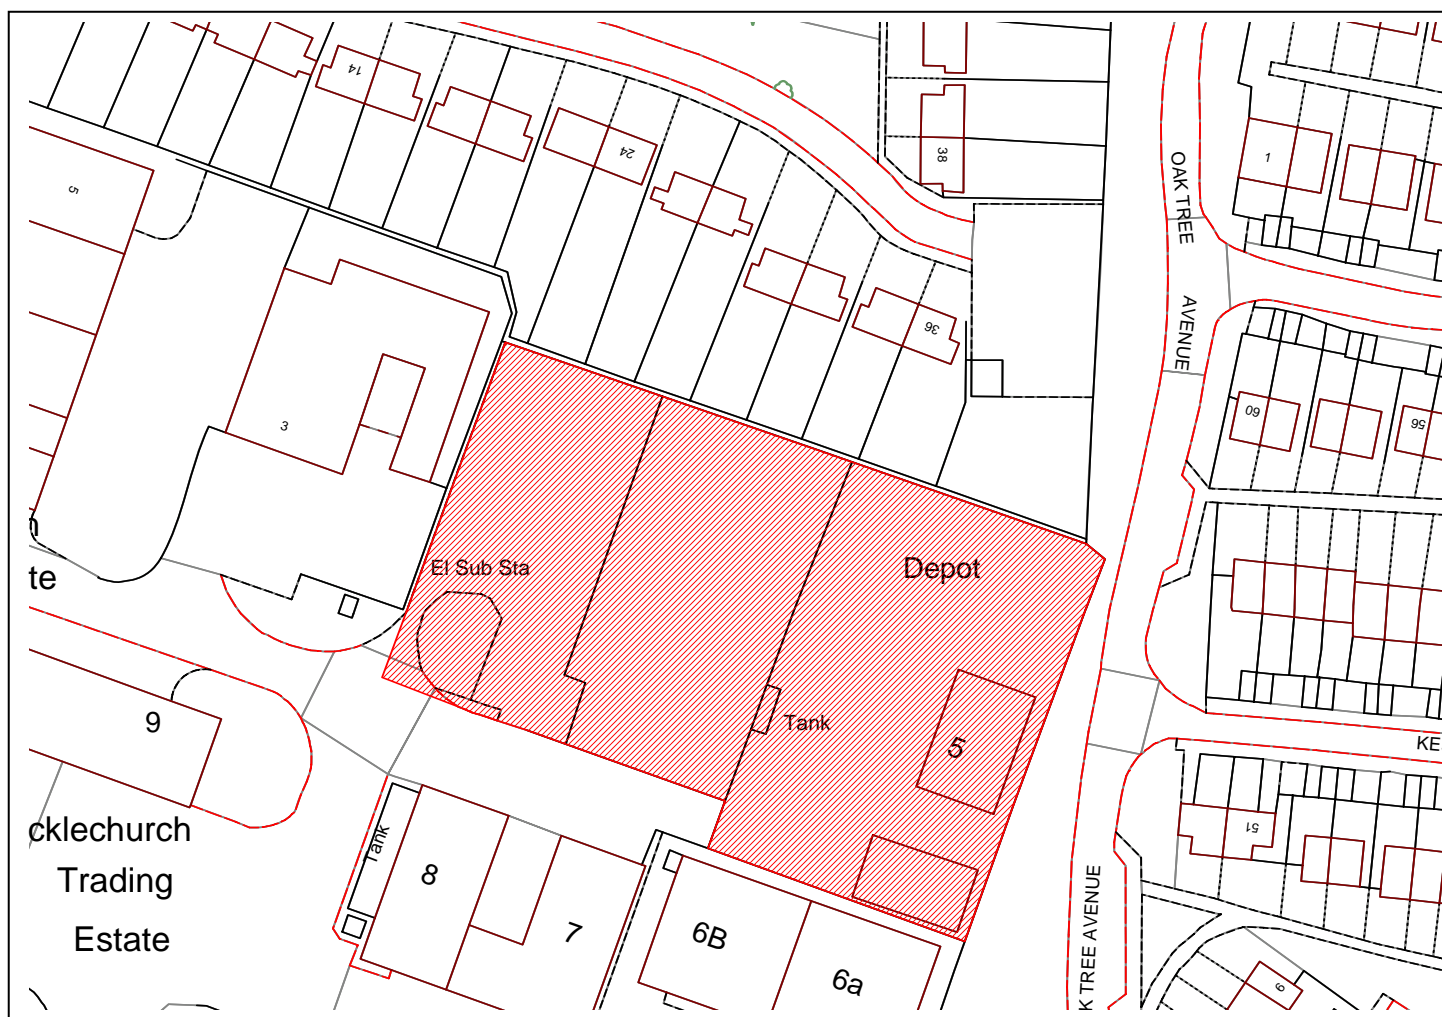 14
24
38
1
OAK TREE
AVENUE
5
36
60
56
3
n
te
El Sub Sta
Depot
9
Tank
5
KE
cklechurch
Trading
Estate
Tank
8
7
6B
6a
51
K TREE AVENUE
9